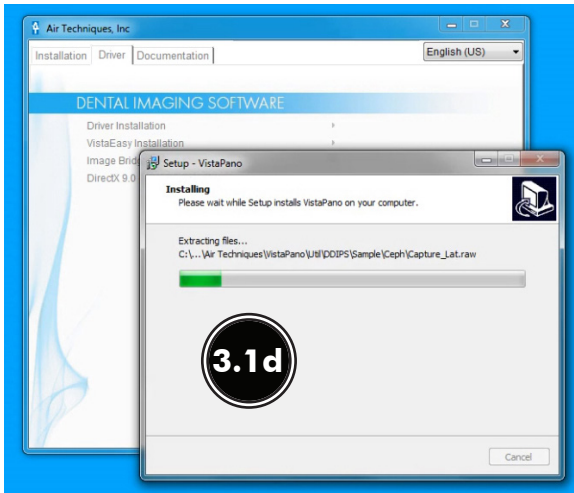 Air Techniques, Inc
Installation Driver Documentation English (US)
DENTAL IMAGING SOFTWARE
Driver Installation
VistaEasy Installation
Image Brid
DirectX 9.0
Setup - VistaPano
Installing
Please wait while Setup installs VistaPano on your computer.
Extracting files...
C:\...\Air Techniques\VistaPano\Util\DDIPS\Sample\Ceph\Capture_Lat.raw
3.1d
Cancel